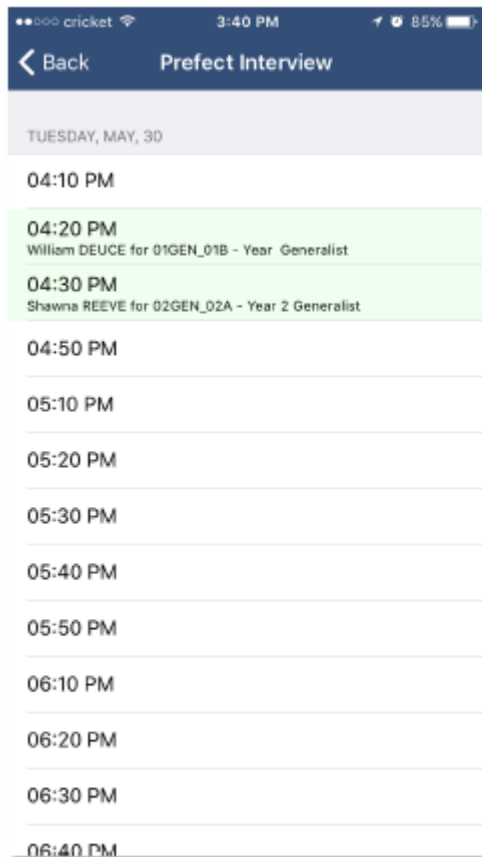 cricket 3:40 PM 85%
Back Prefect Interview
TUESDAY, MAY, 30
04:10 PM
04:20 PM
William DEUCE for 01GEN_01B - Year  Generalist
04:30 PM
Shawna REEVE for 02GEN_02A - Year 2 Generalist
04:50 PM
05:10 PM
05:20 PM
05:30 PM
05:40 PM
05:50 PM
06:10 PM
06:20 PM
06:30 PM
06:40 PM